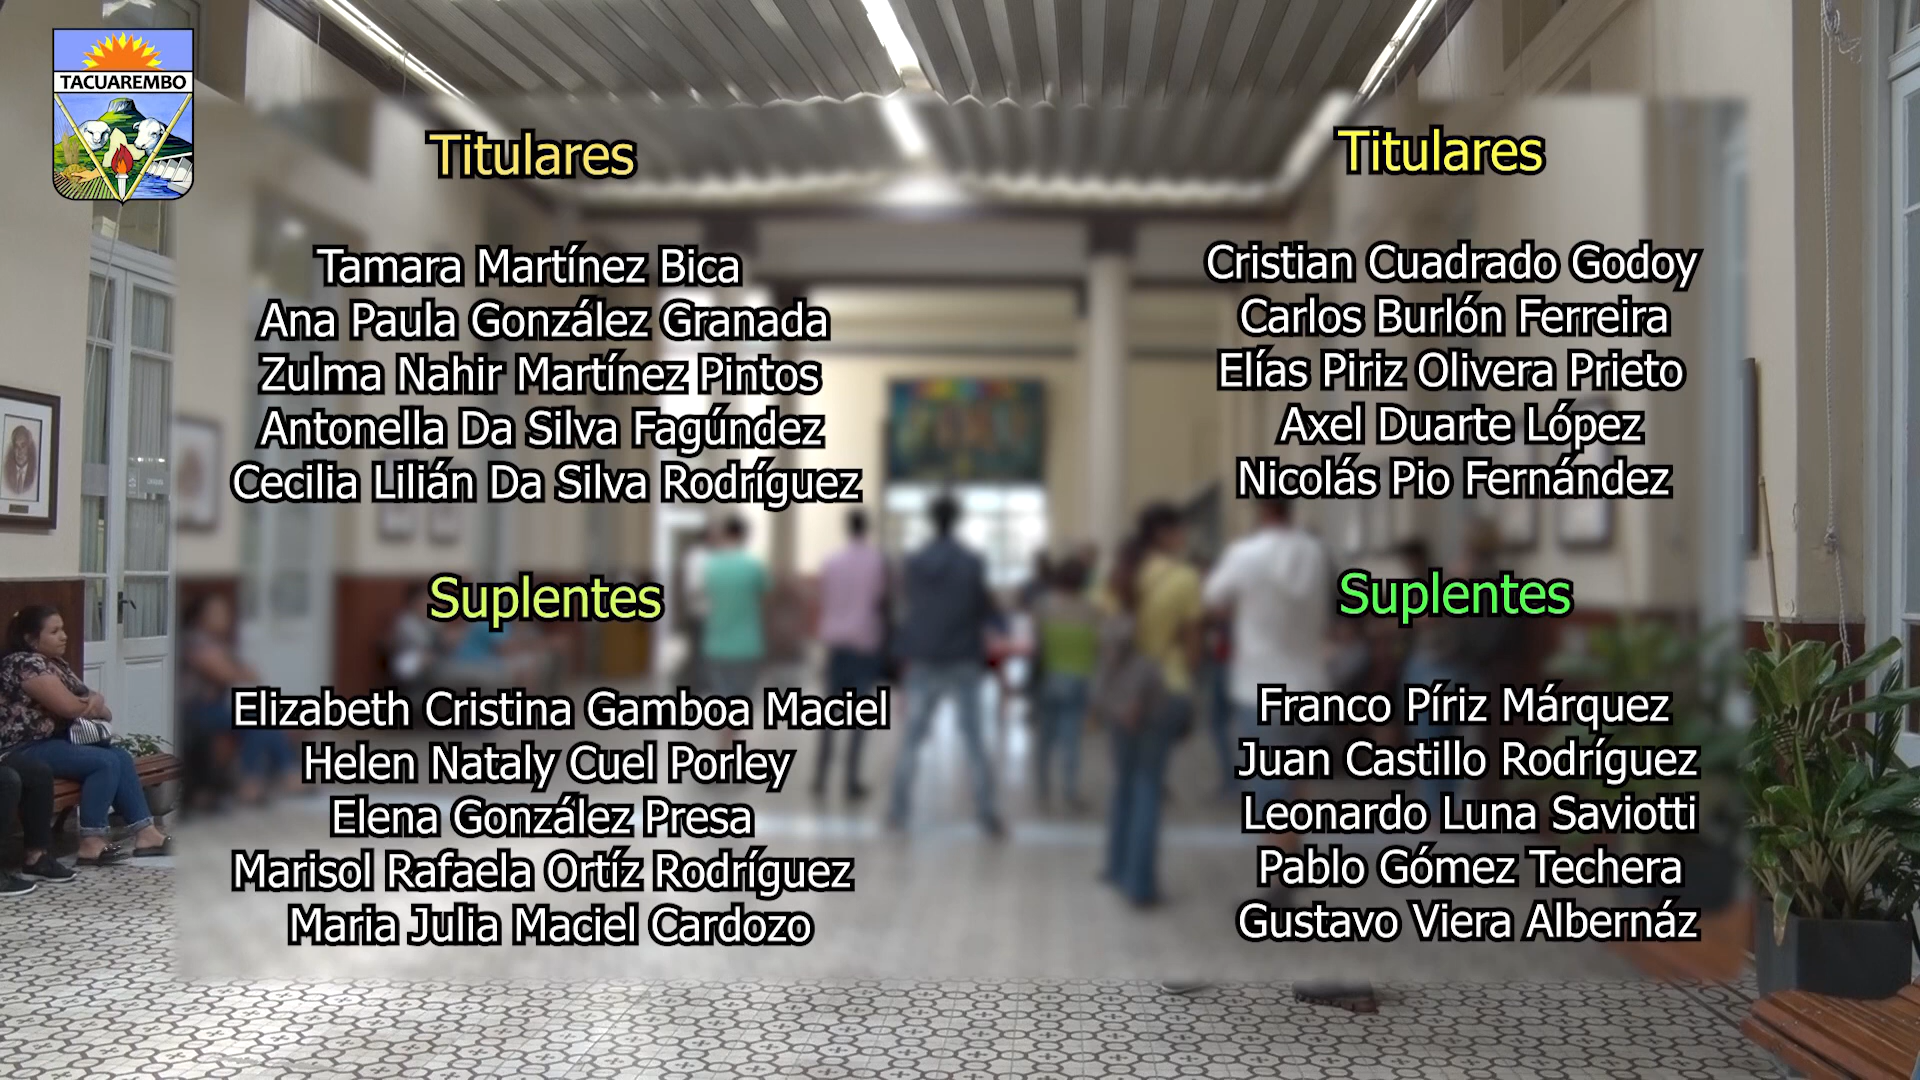 TACUAREMBO
Titulares
Tamara Martínez Bica
Ana Paula González Granada
Zulma Nahir Martínez Pintos
Antonella Da Silva Fagúndez
Cecilia Lilián Da Silva Rodríguez
Suplentes
Elizabeth Cristina Gamboa Maciel
Helen Nataly Cuel Porley
Elena González Presa
Marisol Rafaela Ortíz Rodríguez
Maria Julia Maciel Cardozo
Titulares
Cristian Cuadrado Godoy
Carlos Burlón Ferreira
Elías Piriz Olivera Prieto
Axel Duarte López
Nicolás Pio Fernández
Suplentes
Franco Píriz Márquez
Juan Castillo Rodríguez
Leonardo Luna Saviotti
Pablo Gómez Techera
Gustavo Viera Albernáz